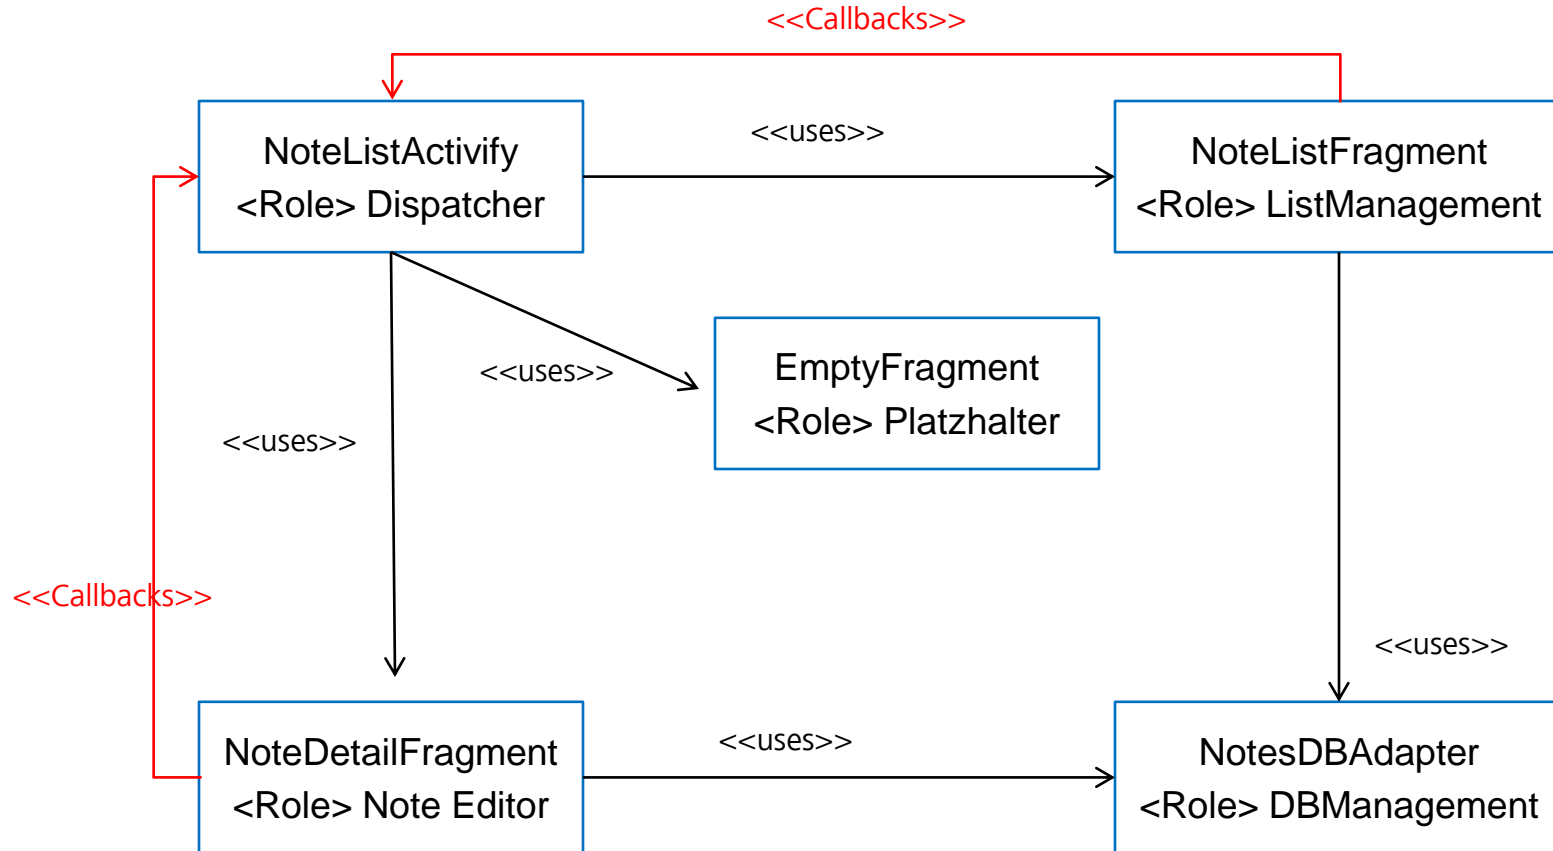 <<Callbacks>>
<<uses>>
NoteListActivify
<Role> Dispatcher
NoteListFragment
<Role> ListManagement
<<uses>>
EmptyFragment
<Role> Platzhalter
<<uses>>
<<Callbacks>>
<<uses>>
<<uses>>
NoteDetailFragment
<Role> Note Editor
NotesDBAdapter
<Role> DBManagement